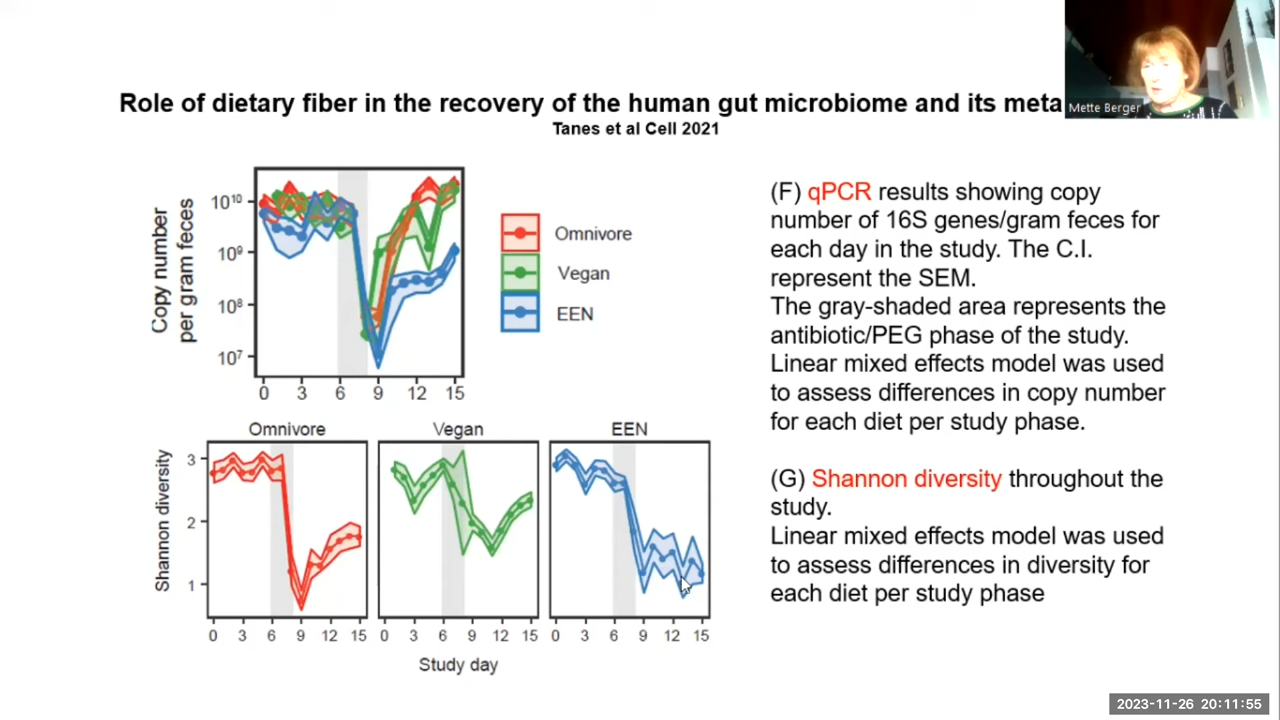 Role of dietary fiber in the recovery of the human gut microbiome and its meta
Tanes et al Cell 2021
Mette Berger
Copy number
per gram feces
10¹⁰
10⁹
10⁸
10⁷
0 3 6 9 12 15
Omnivore
Vegan
EEN
Omnivore Vegan EEN
Shannon diversity
3
2
1
0 3 6 9 12 15 0 3 6 9 12 15 0 3 6 9 12 15
Study day
(F) qPCR results showing copy
number of 16S genes/gram feces for
each day in the study. The C.I.
represent the SEM.
The gray-shaded area represents the
antibiotic/PEG phase of the study.
Linear mixed effects model was used
to assess differences in copy number
for each diet per study phase.
(G) Shannon diversity throughout the
study.
Linear mixed effects model was used
to assess differences in diversity for
each diet per study phase
2023-11-26 20:11:55